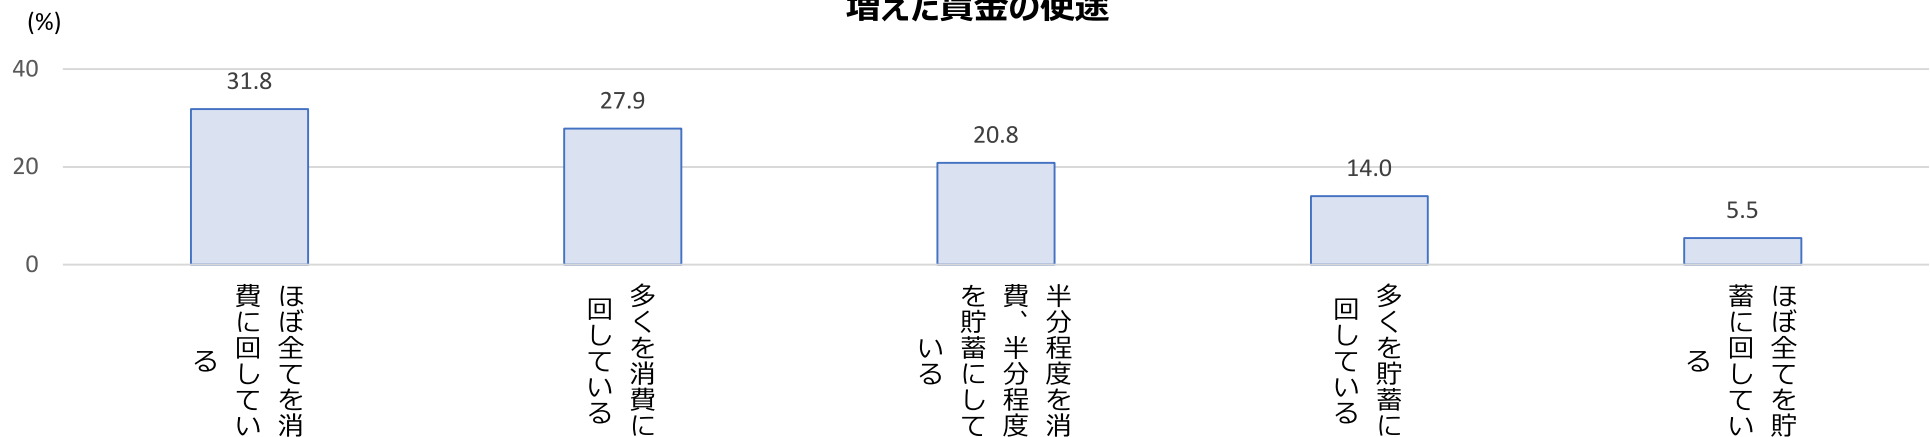 増えた賃金の使途
(%)
40
20
0
31.8
27.9
20.8
14.0
5.5
ほぼ全てを消
費に回してい
る
多くを消費に
回している
半分程度を消
費、半分程度
を貯蓄にして
いる
多くを貯蓄に
回している
ほぼ全てを貯
蓄に回してい
る